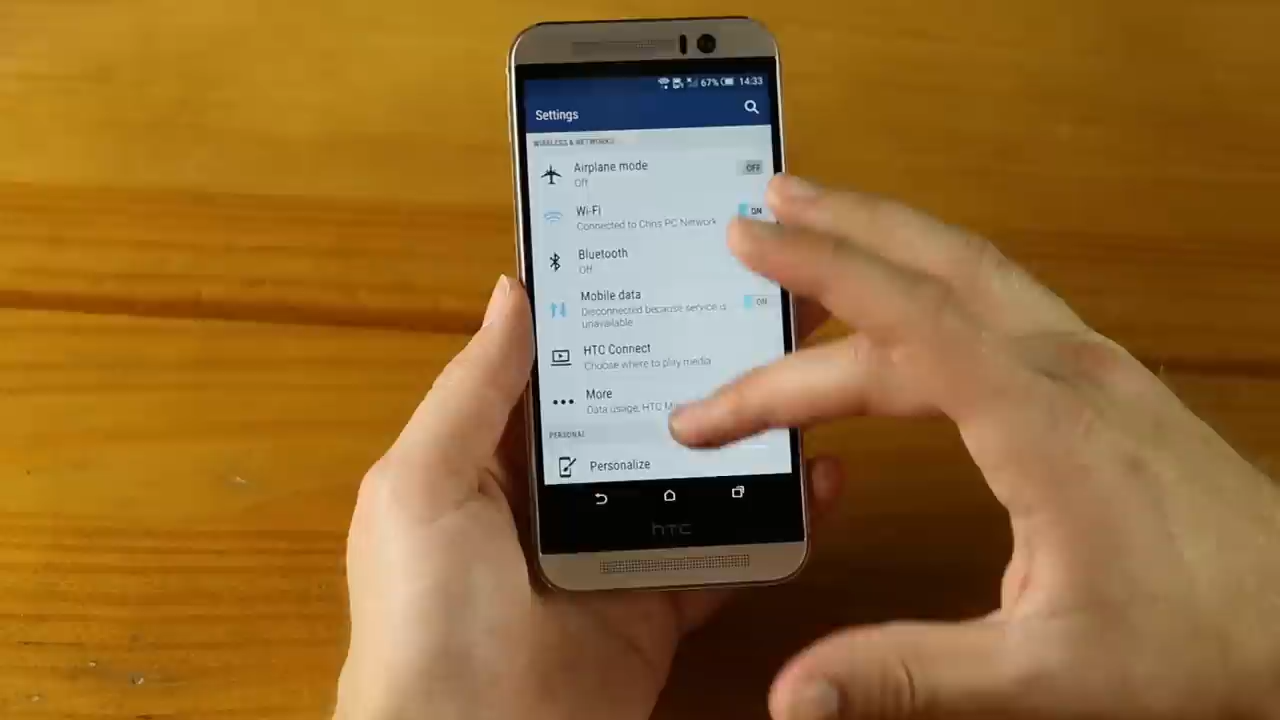 67% 14:33
Settings
WIRELESS & NETWORKS
Airplane mode
Off
OFF
Wi-Fi
Connected to Chris PC Network
ON
Bluetooth
Off
Mobile data
Disconnected because service is
unavailable
ON
HTC Connect
Choose where to play media
More
Data usage, HTC
PERSONAL
Personalize
hTC